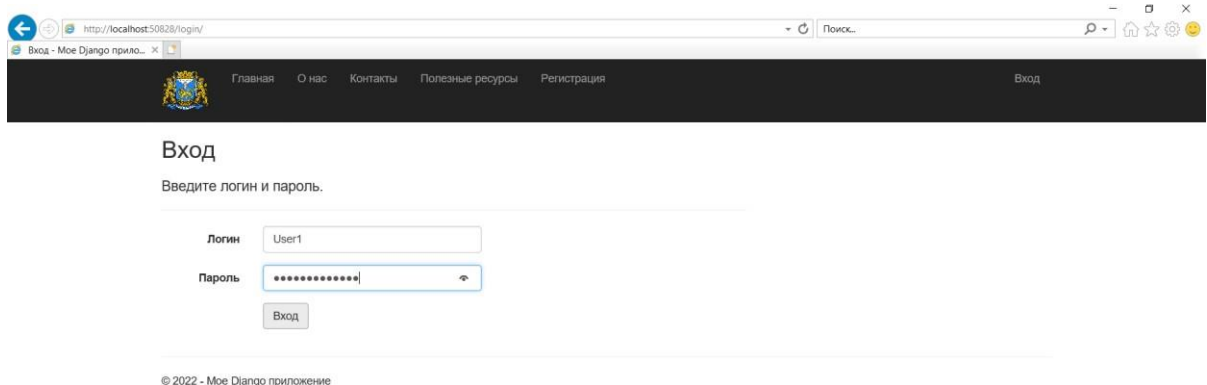 http://localhost:50828/login/
Поиск...
Вход - Мое Django прило...
Главная О нас Контакты Полезные ресурсы Регистрация Вход
Вход
Введите логин и пароль.
Логин User1
Пароль •••••••••••••
Вход
© 2022 - Мое Django приложение